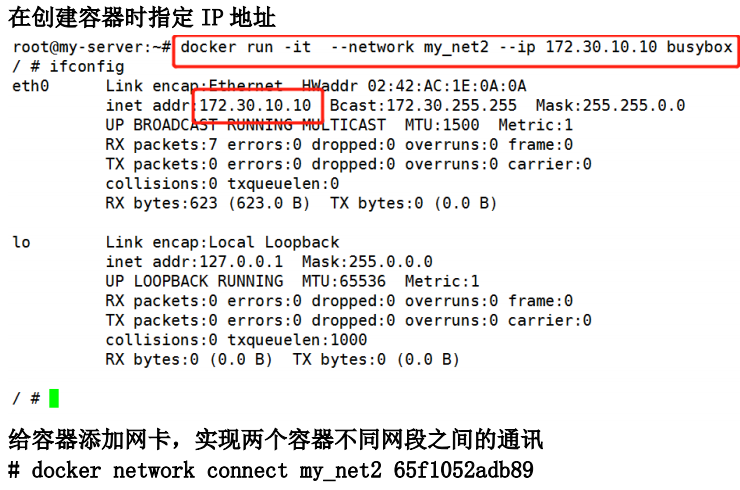 在创建容器时指定 IP 地址
root@my-server:~# docker run -it  --network my_net2 --ip 172.30.10.10 busybox
/ # ifconfig
eth0      Link encap:Ethernet  HWaddr 02:42:AC:1E:0A:0A
          inet addr:172.30.10.10  Bcast:172.30.255.255  Mask:255.255.0.0
          UP BROADCAST RUNNING MULTICAST  MTU:1500  Metric:1
          RX packets:7 errors:0 dropped:0 overruns:0 frame:0
          TX packets:0 errors:0 dropped:0 overruns:0 carrier:0
          collisions:0 txqueuelen:0
          RX bytes:623 (623.0 B)  TX bytes:0 (0.0 B)
lo        Link encap:Local Loopback
          inet addr:127.0.0.1  Mask:255.0.0.0
          UP LOOPBACK RUNNING  MTU:65536  Metric:1
          RX packets:0 errors:0 dropped:0 overruns:0 frame:0
          TX packets:0 errors:0 dropped:0 overruns:0 carrier:0
          collisions:0 txqueuelen:1000
          RX bytes:0 (0.0 B)  TX bytes:0 (0.0 B)
/ #
给容器添加网卡，实现两个容器不同网段之间的通讯
# docker network connect my_net2 65f1052adb89